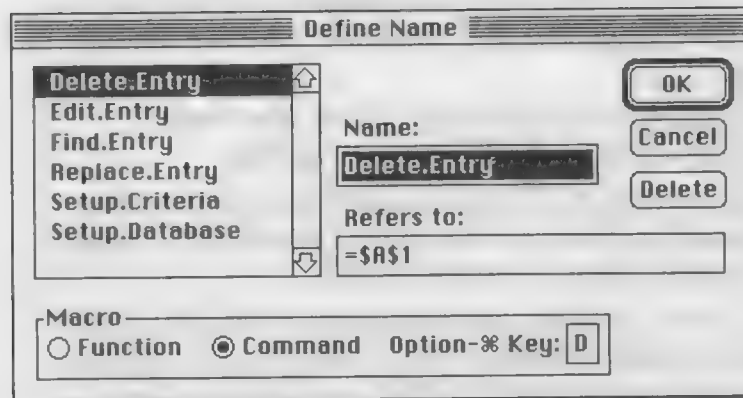 Define Name
Delete.Entry
Edit.Entry
Find.Entry
Replace.Entry
Setup.Criteria
Setup.Database
Name:
Delete.Entry
Refers to:
=$A$1
OK
Cancel
Delete
Macro
Function Command Option-⌘ Key: D